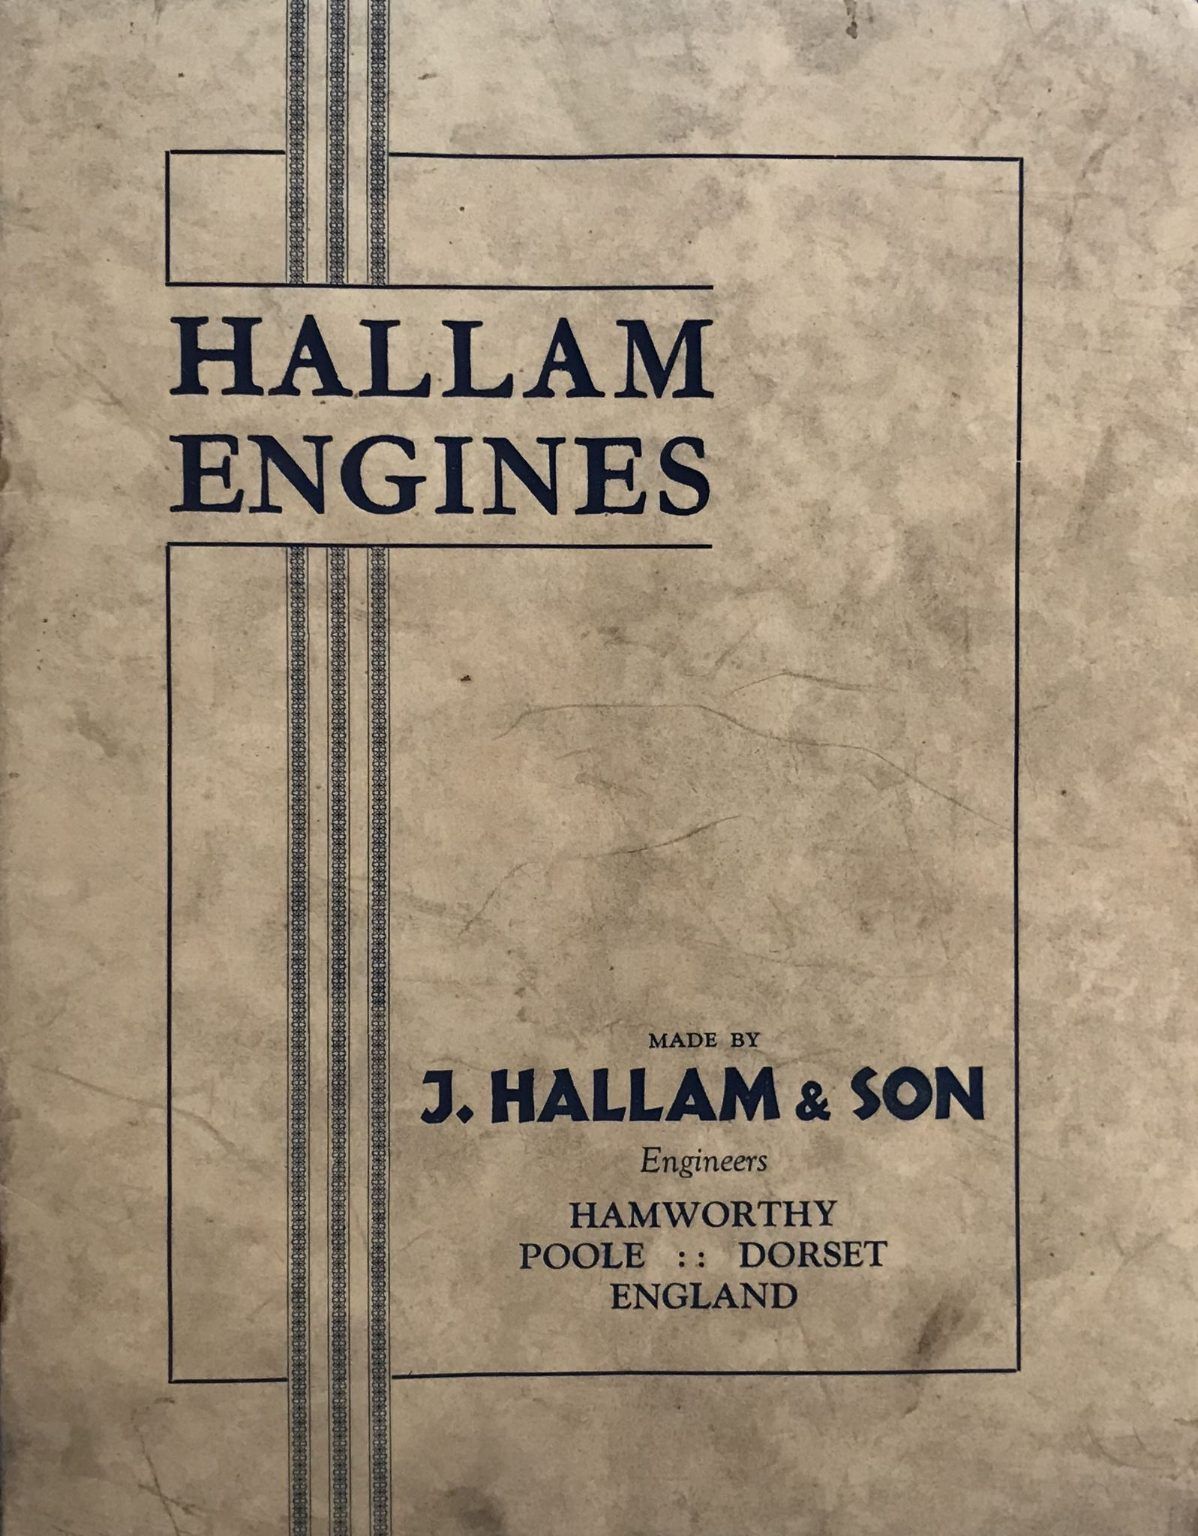 HALLAM
ENGINES
MADE BY
J. HALLAM & SON
Engineers
HAMWORTHY
POOLE :: DORSET
ENGLAND